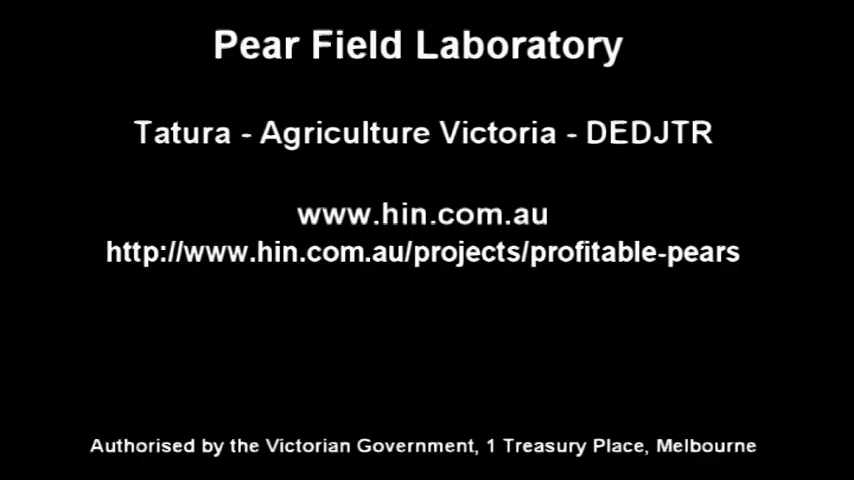 Pear Field Laboratory
Tatura - Agriculture Victoria - DEDJTR
www.hin.com.au
http://www.hin.com.au/projects/profitable-pears
Authorised by the Victorian Government, 1 Treasury Place, Melbourne